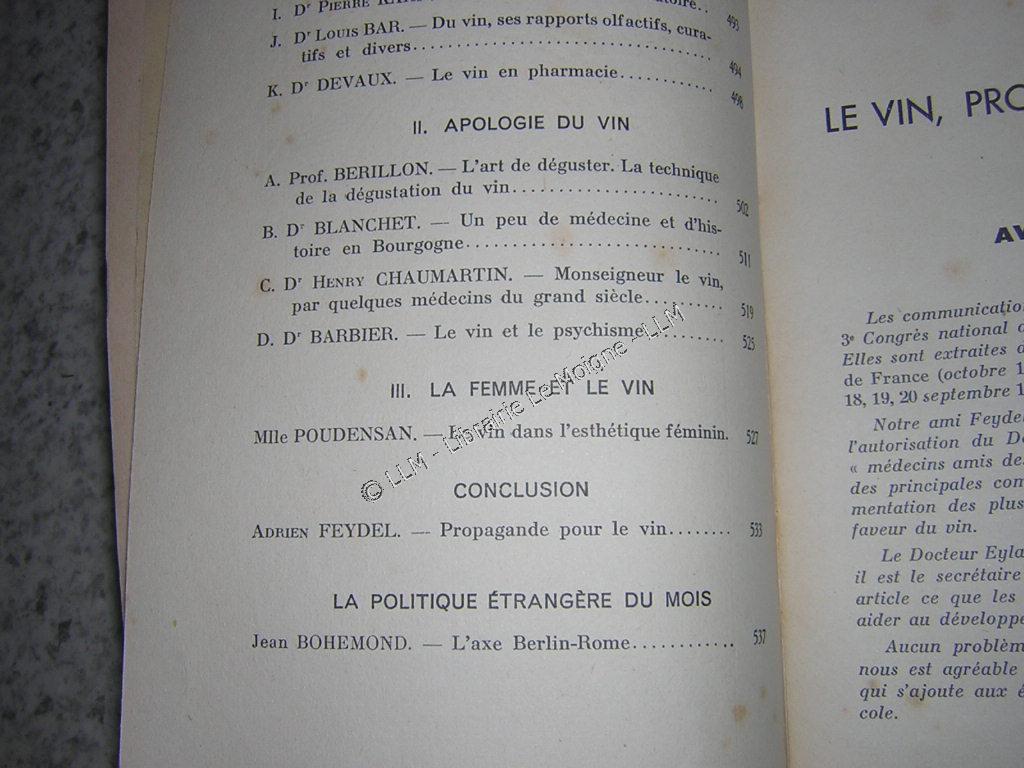 I. Dr PIERRE
493
J. Dr LOUIS BAR. — Du vin, ses rapports olfactifs, cura-
tifs et divers.......................................... 494
K. Dr DEVAUX. — Le vin en pharmacie............... 498
II. APOLOGIE DU VIN
A. Prof. BERILLON. — L'art de déguster. La technique
de la dégustation du vin........................... 502
B. Dr BLANCHET. — Un peu de médecine et d'his-
toire en Bourgogne................................. 511
C. Dr HENRY CHAUMARTIN. — Monseigneur le vin,
par quelques médecins du grand siècle........... 519
D. Dr BARBIER. — Le vin et le psychisme........... 525
III. LA FEMME ET LE VIN
Mlle POUDENSAN. — Le vin dans l'esthétique féminin. 527
CONCLUSION
ADRIEN FEYDEL. — Propagande pour le vin........ 533
LA POLITIQUE ÉTRANGÈRE DU MOIS
Jean BOHEMOND. — L'axe Berlin-Rome............ 537
© LLM - Librairie Le Moigne - LLM
LE VIN, PRO
AV
Les communication
3e Congrès national d
Elles sont extraites d
de France (octobre 1
18, 19, 20 septembre 1
Notre ami Feydel
l'autorisation du Do
« médecins amis des
des principales com
mentation des plus
faveur du vin.
Le Docteur Eyla
il est le secrétaire
article ce que les
aider au développe
Aucun problèm
nous est agréable
qui s'ajoute aux é
cole.